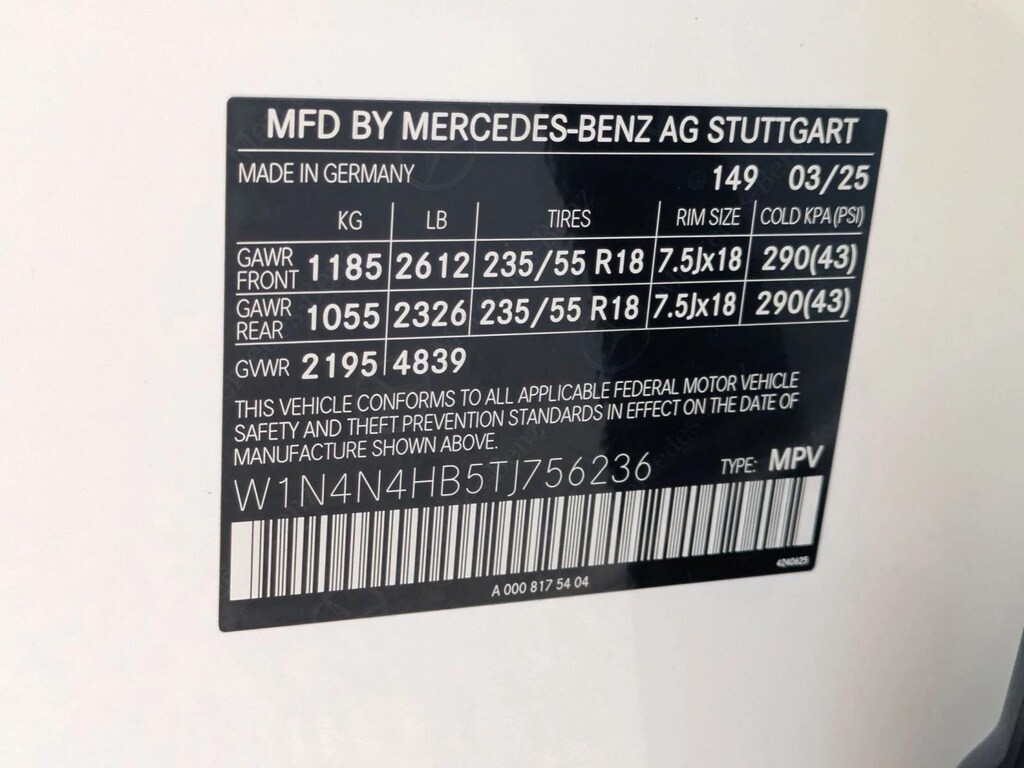 MFD BY MERCEDES-BENZ AG STUTTGART
MADE IN GERMANY 149 03/25
KG LB TIRES RIM SIZE COLD KPA (PSI)
GAWR FRONT 1185 2612 235/55 R18 7.5Jx18 290(43)
GAWR REAR 1055 2326 235/55 R18 7.5Jx18 290(43)
GVWR 2195 4839
THIS VEHICLE CONFORMS TO ALL APPLICABLE FEDERAL MOTOR VEHICLE
SAFETY AND THEFT PREVENTION STANDARDS IN EFFECT ON THE DATE OF
MANUFACTURE SHOWN ABOVE.
W1N4N4HB5TJ756236 TYPE: MPV
4240625
A 000 817 54 04